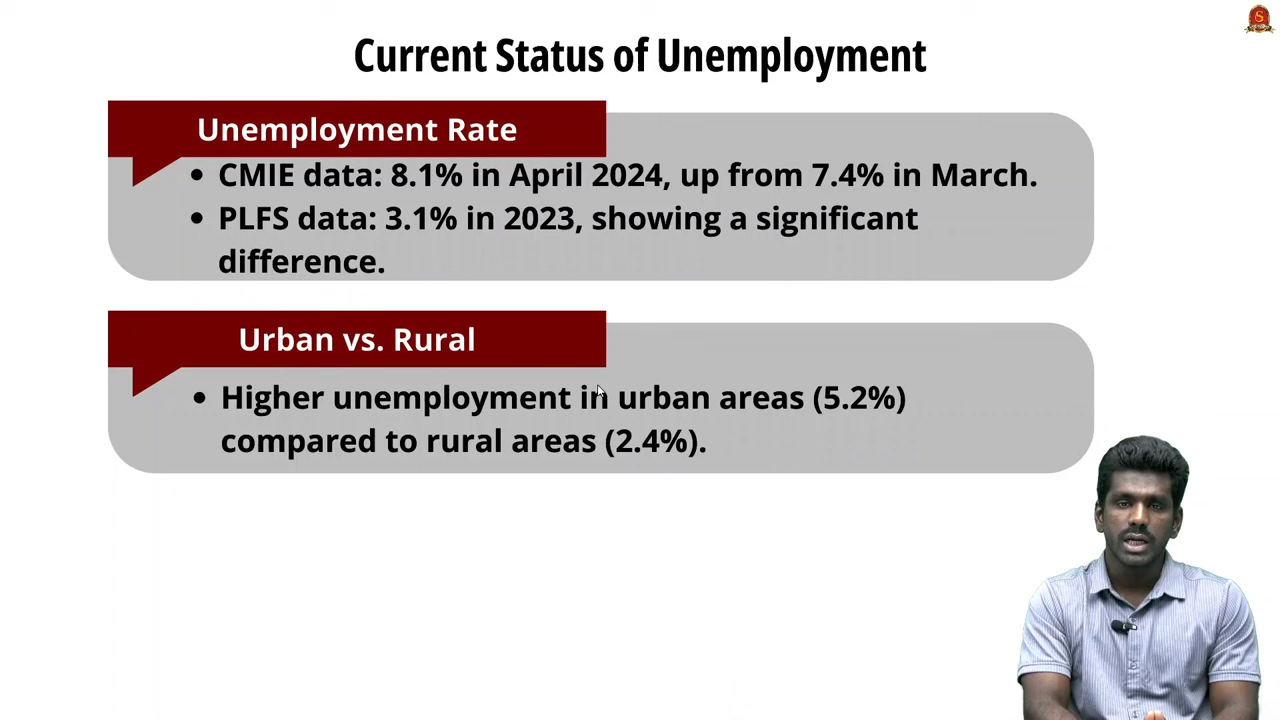 Current Status of Unemployment
Unemployment Rate
• CMIE data: 8.1% in April 2024, up from 7.4% in March.
• PLFS data: 3.1% in 2023, showing a significant
difference.
Urban vs. Rural
• Higher unemployment in urban areas (5.2%)
compared to rural areas (2.4%).